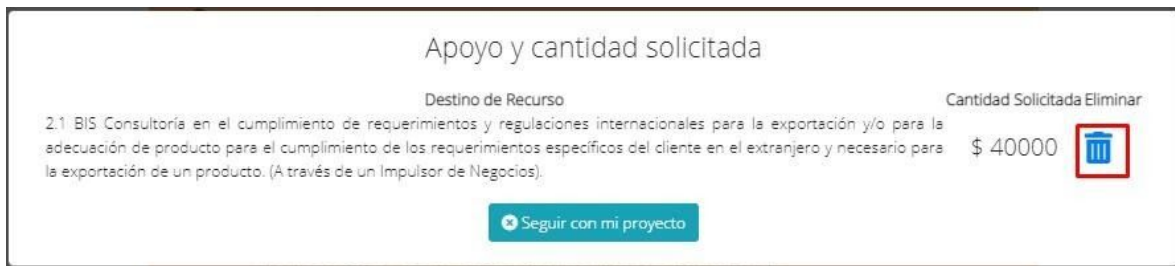 Apoyo y cantidad solicitada
Destino de Recurso
Cantidad Solicitada Eliminar
2.1 BIS Consultoría en el cumplimiento de requerimientos y regulaciones internacionales para la exportación y/o para la
adecuación de producto para el cumplimiento de los requerimientos específicos del cliente en el extranjero y necesario para
la exportación de un producto. (A través de un Impulsor de Negocios).
$ 40000
Seguir con mi proyecto